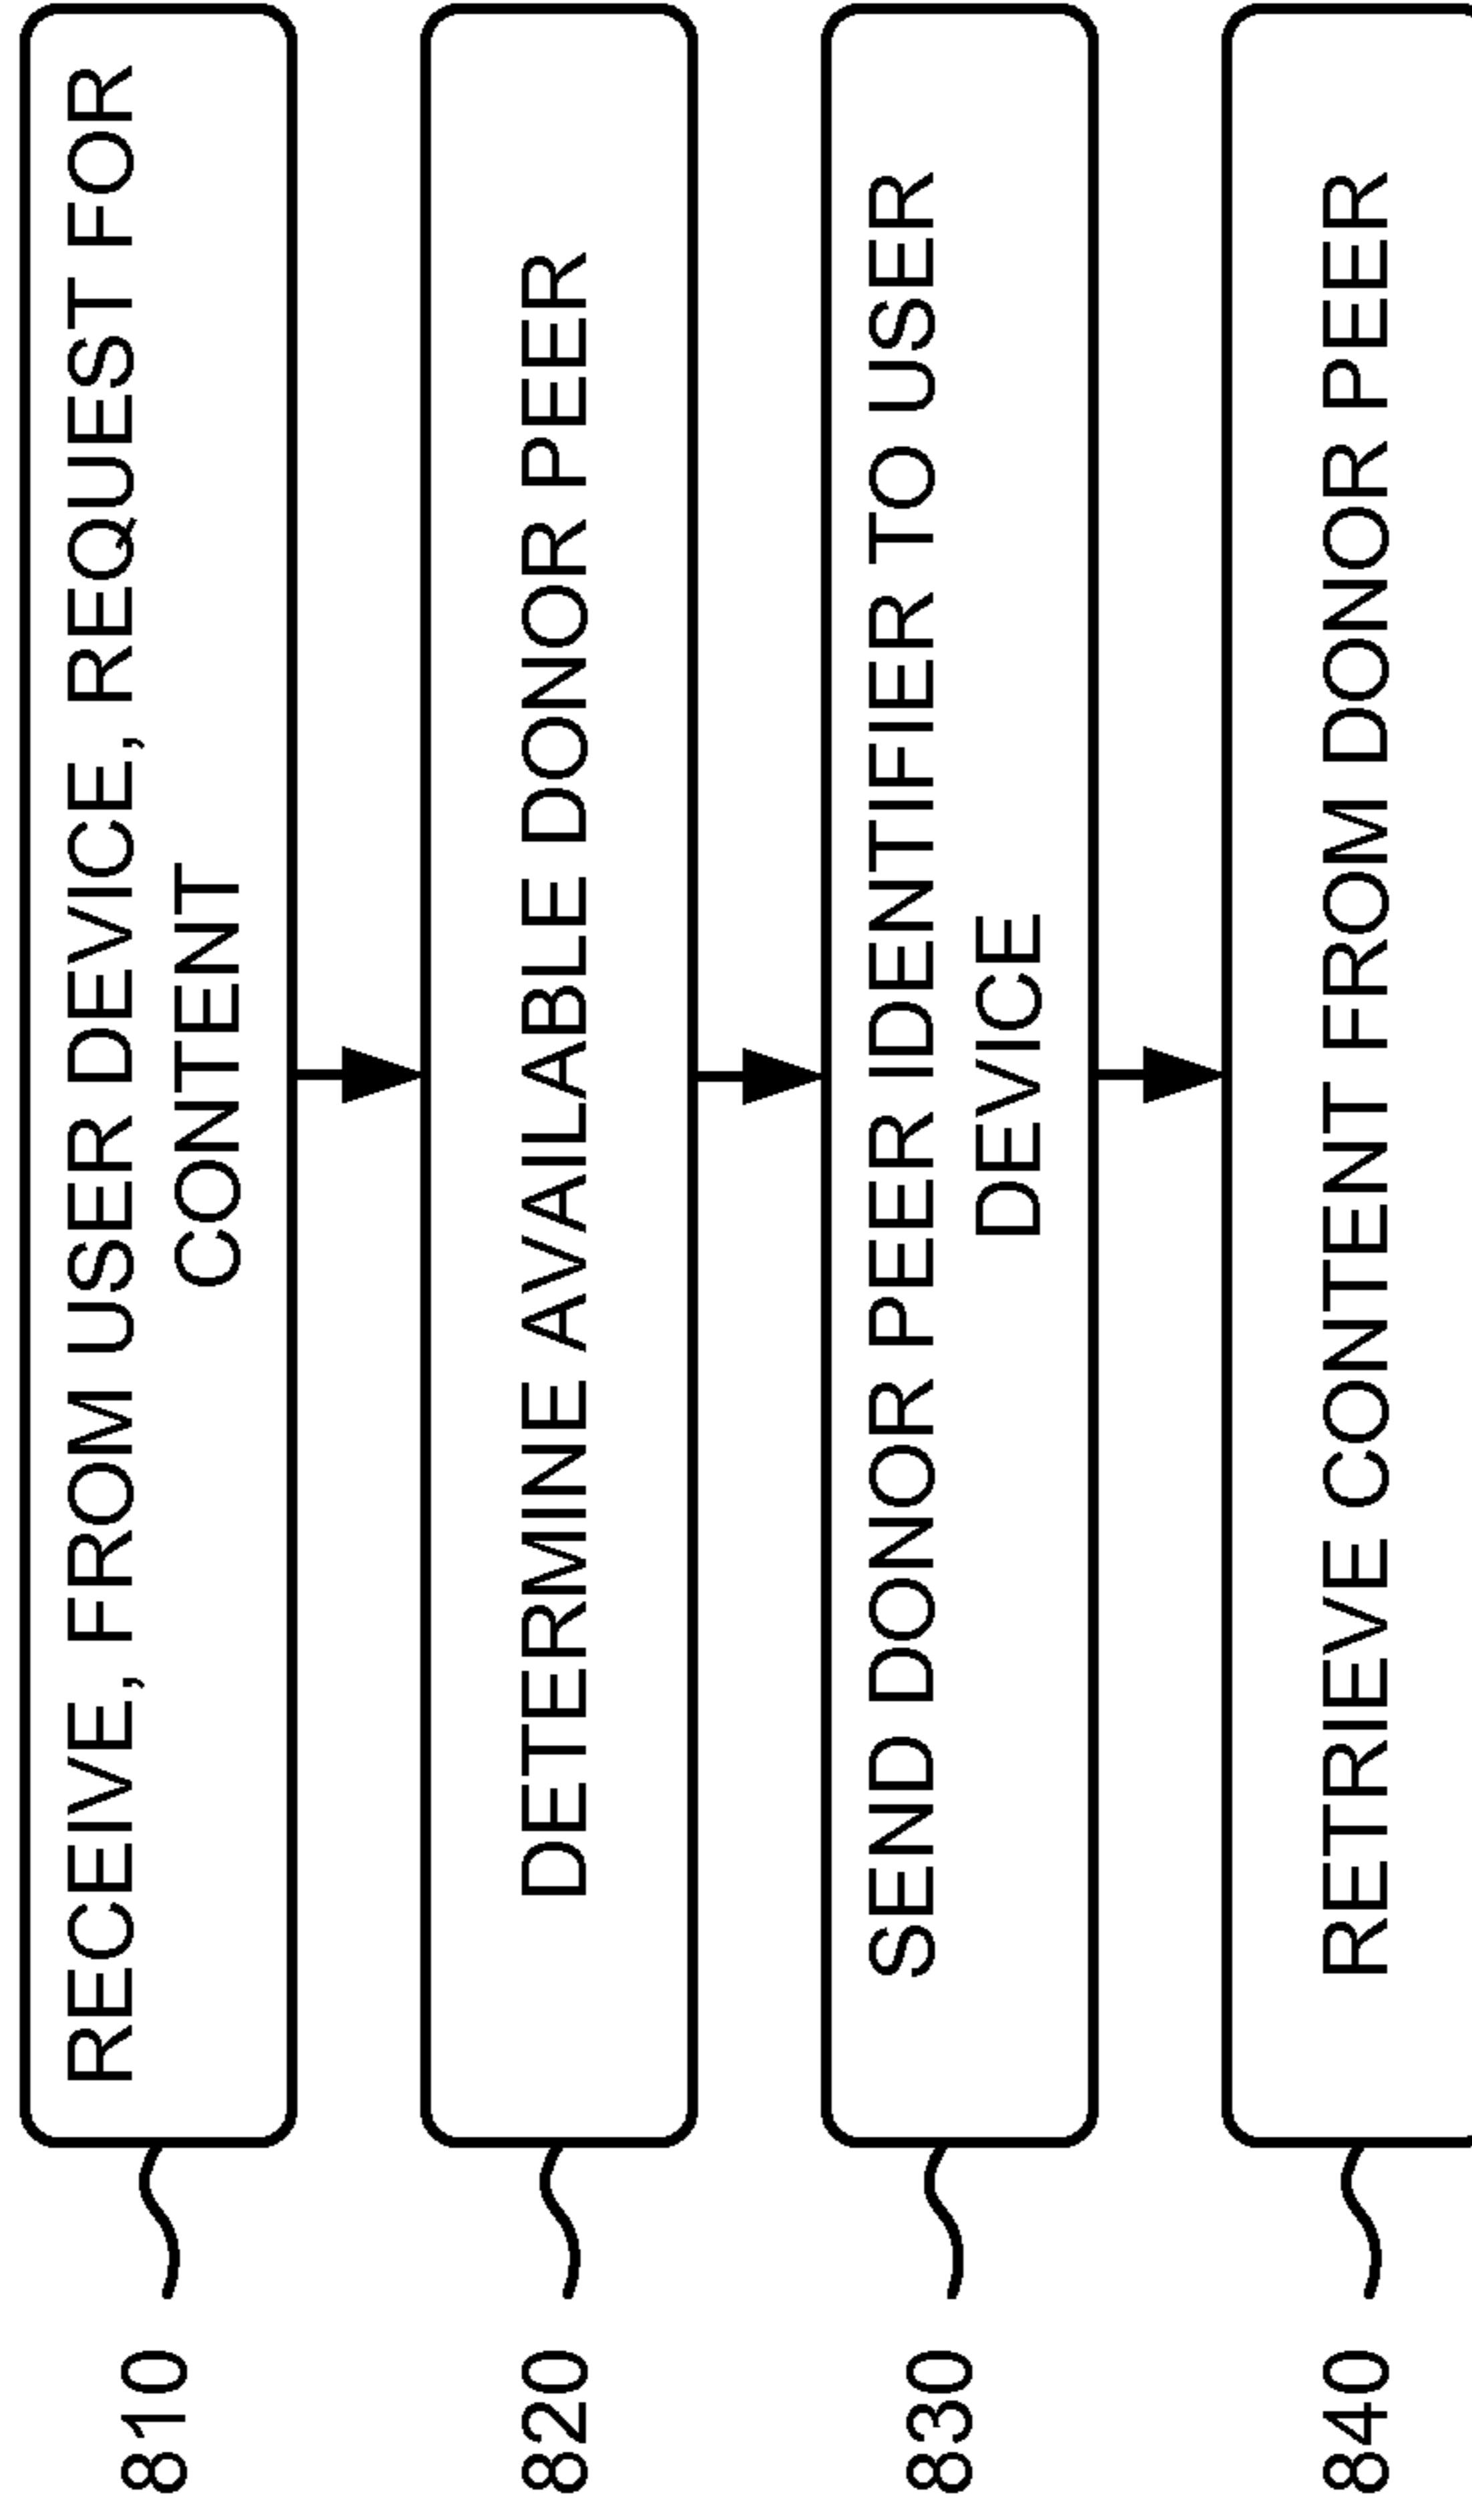 810
RECEIVE, FROM USER DEVICE, REQUEST FOR
CONTENT
820
DETERMINE AVAILABLE DONOR PEER
830
SEND DONOR PEER IDENTIFIER TO USER
DEVICE
840
RETRIEVE CONTENT FROM DONOR PEER